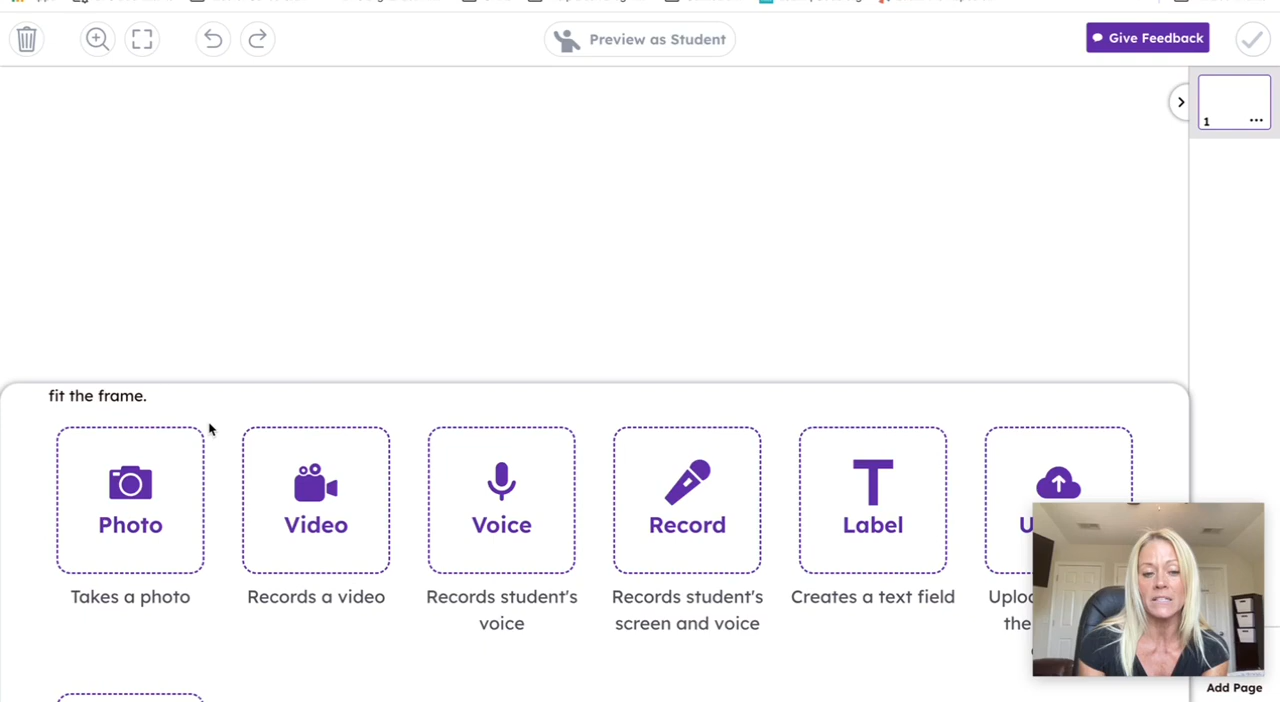 Preview as Student
Give Feedback
1
fit the frame.
Photo
Video
Voice
Record
Label
Takes a photo
Records a video
Records student's
voice
Records student's
screen and voice
Creates a text field
the
Add Page